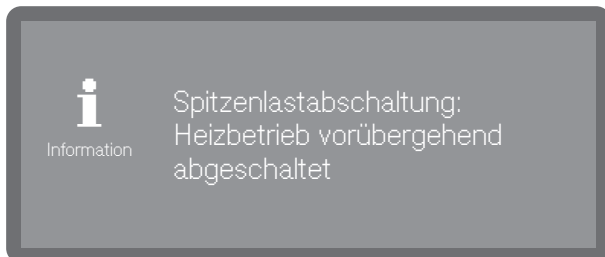 Information
Spitzenlastabschaltung:
Heizbetrieb vorübergehend
abgeschaltet